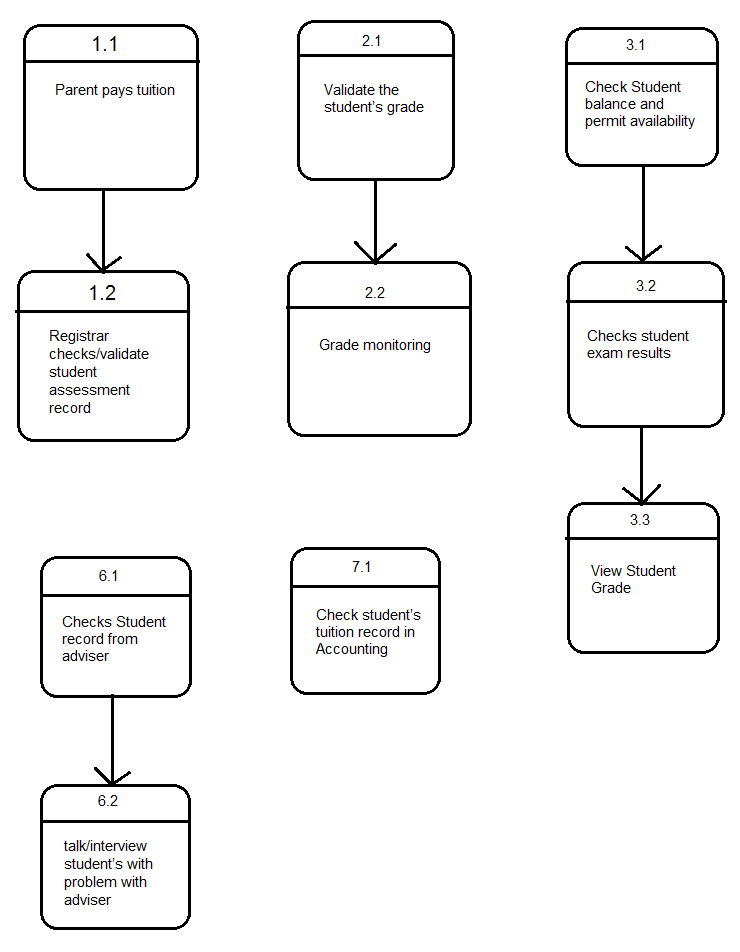 1.1
Parent pays tuition
2.1
Validate the
student's grade
3.1
Check Student
balance and
permit availability
1.2
Registrar
checks/validate
student
assessment
record
2.2
Grade monitoring
3.2
Checks student
exam results
3.3
View Student
Grade
6.1
Checks Student
record from
adviser
7.1
Check student's
tuition record in
Accounting
6.2
talk/interview
student's with
problem with
adviser